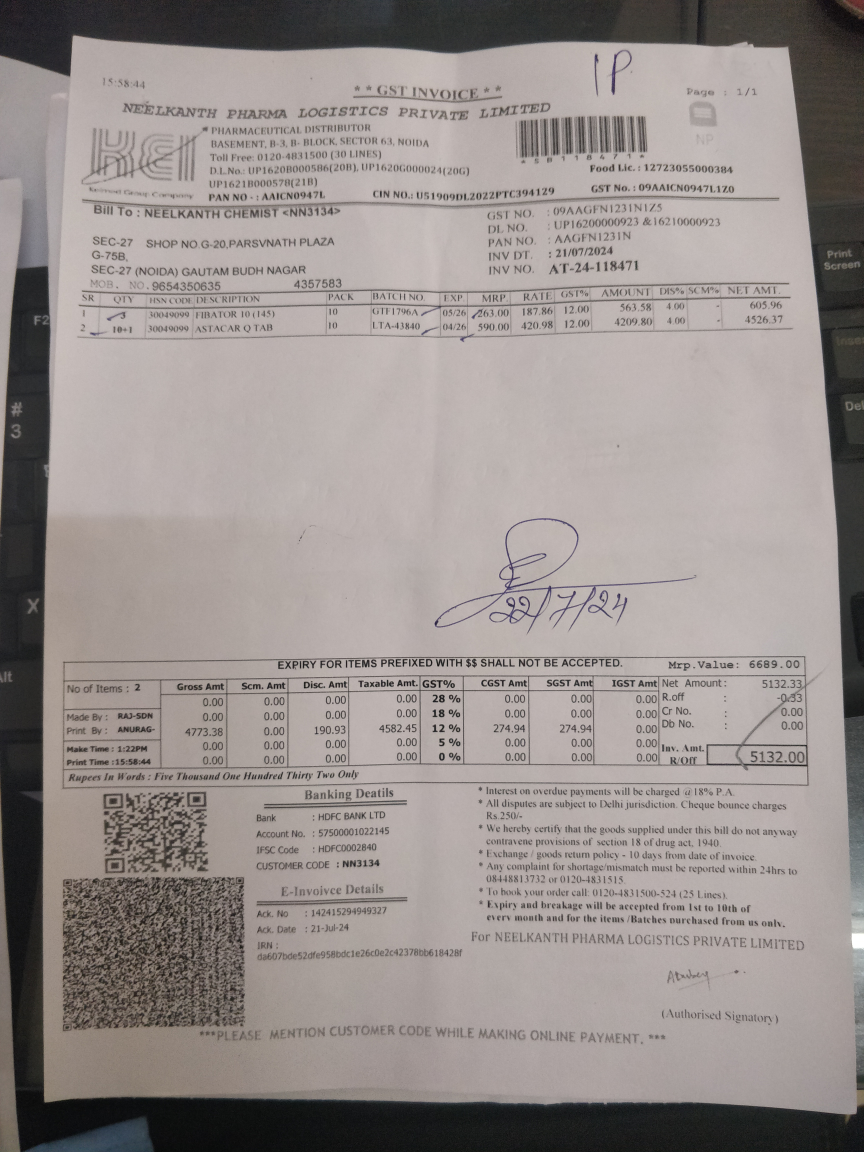 15:58:44
* * GST INVOICE * *
IP
Page : 1/1
NEELKANTH PHARMA LOGISTICS PRIVATE LIMITED
KEI
PHARMACEUTICAL DISTRIBUTOR
BASEMENT, B-3, B- BLOCK, SECTOR 63, NOIDA
Toll Free: 0120-4831500 (30 LINES)
D.L.No.: UP1620B000586(20B), UP1620G000024(20G)
UP1621B000578(21B)
PAN NO - : AAICN0947L
CIN NO.: U51909DL2022PTC394129
NP
Food Lic. : 12723055000384
GST No. : 09AAICN0947L1Z0
Bill To : NEELKANTH CHEMIST <NN3134>
SEC-27 SHOP NO.G-20,PARSVNATH PLAZA
G-75B,
SEC-27 (NOIDA) GAUTAM BUDH NAGAR
MOB. NO. 9654350635 4357583
GST NO. : 09AAGFN1231N1Z5
DL NO. : UP16200000923 &16210000923
PAN NO. : AAGFN1231N
INV DT. : 21/07/2024
INV NO. AT-24-118471
SR QTY HSN CODE DESCRIPTION PACK BATCH NO. EXP. MRP. RATE GST% AMOUNT DIS% SCM% NET AMT.
1 3 30049099 FIBATOR 10 (145) 10 GTF1796A 05/26 263.00 187.86 12.00 563.58 4.00 - 605.96
2 10+1 30049099 ASTACAR Q TAB 10 LTA-43840 04/26 590.00 420.98 12.00 4209.80 4.00 - 4526.37
22/7/24
EXPIRY FOR ITEMS PREFIXED WITH $$ SHALL NOT BE ACCEPTED. Mrp.Value: 6689.00
No of Items : 2
Made By : RAJ-SDN
Print By : ANURAG-
Make Time : 1:22PM
Print Time :15:58:44
Gross Amt Scm. Amt Disc. Amt Taxable Amt. GST% CGST Amt SGST Amt IGST Amt
0.00 0.00 0.00 0.00 28 % 0.00 0.00 0.00
0.00 0.00 0.00 0.00 18 % 0.00 0.00 0.00
4773.38 0.00 190.93 4582.45 12 % 274.94 274.94 0.00
0.00 0.00 0.00 0.00 5 % 0.00 0.00 0.00
0.00 0.00 0.00 0.00 0 % 0.00 0.00 0.00
Net Amount : 5132.33
R.off : -0.33
Cr No. : 0.00
Db No. : 0.00
Inv. Amt. R/Off 5132.00
Rupees In Words : Five Thousand One Hundred Thirty Two Only
Banking Deatils
Bank : HDFC BANK LTD
Account No. : 57500001022145
IFSC Code : HDFC0002840
CUSTOMER CODE : NN3134
E-Invoivce Details
Ack. No : 142415294949327
Ack. Date : 21-Jul-24
IRN :
da607bde52dfe958bdc1e26c0e2c42378bb618428f
* Interest on overdue payments will be charged @18% P.A.
* All disputes are subject to Delhi jurisdiction. Cheque bounce charges
Rs.250/-
* We hereby certify that the goods supplied under this bill do not anyway
contravene provisions of section 18 of drug act, 1940.
* Exchange / goods return policy - 10 days from date of invoice.
* Any complaint for shortage/mismatch must be reported within 24hrs to
08448813732 or 0120-4831515.
* To book your order call: 0120-4831500-524 (25 Lines).
* Expiry and breakage will be accepted from 1st to 10th of
every month and for the items /Batches purchased from us only.
For NEELKANTH PHARMA LOGISTICS PRIVATE LIMITED
(Authorised Signatory)
***PLEASE MENTION CUSTOMER CODE WHILE MAKING ONLINE PAYMENT. ***
F2
#
3
X
Alt
Print
Screen